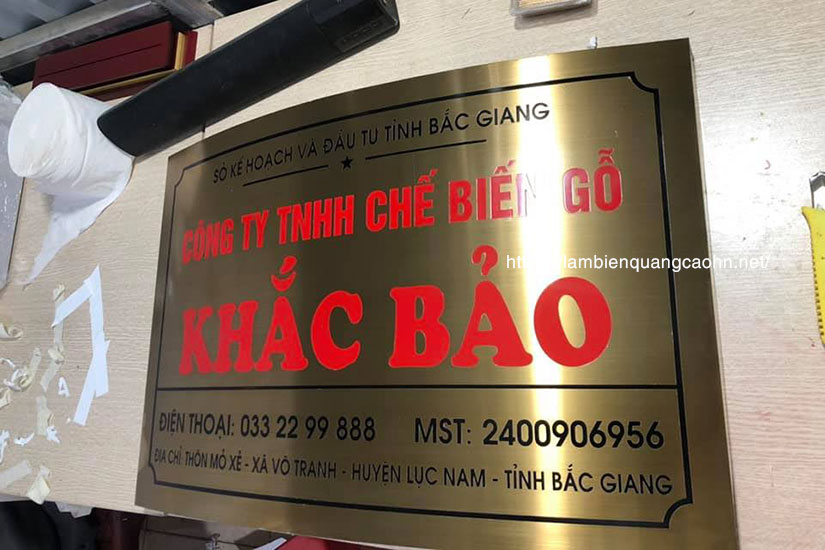 SỞ KẾ HOẠCH VÀ ĐẦU TƯ TỈNH BẮC GIANG
CÔNG TY TNHH CHẾ BIẾN GỖ
KHẮC BẢO
ĐIỆN THOẠI: 033 22 99 888 MST: 2400906956
ĐỊA CHỈ: THÔN MỎ XẺ - XÃ VÔ TRANH - HUYỆN LỤC NAM - TỈNH BẮC GIANG
lambienquangcaohn.net/